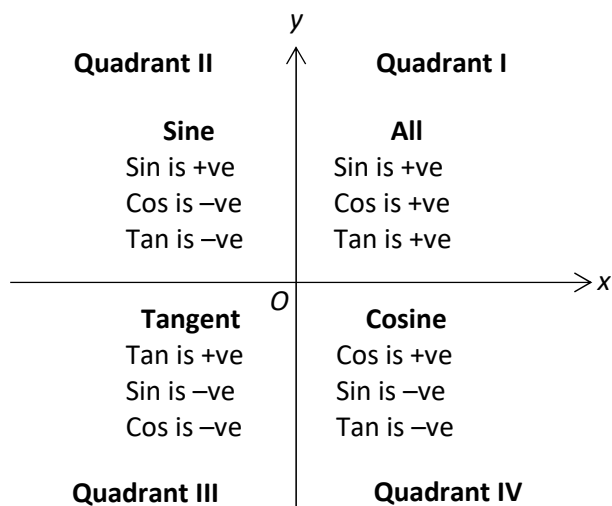 y
Quadrant II
Quadrant I
Sine
Sin is +ve
Cos is –ve
Tan is –ve
All
Sin is +ve
Cos is +ve
Tan is +ve
x
O
Tangent
Tan is +ve
Sin is –ve
Cos is –ve
Cosine
Cos is +ve
Sin is –ve
Tan is –ve
Quadrant III
Quadrant IV